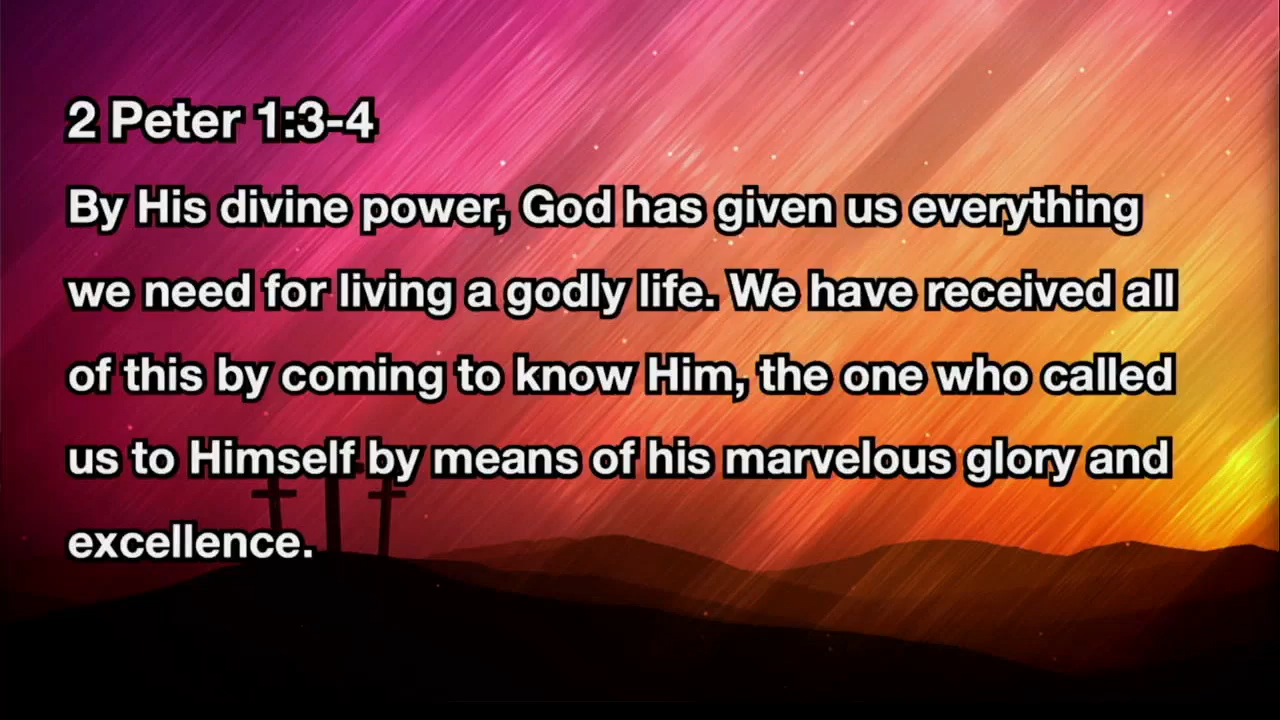 2 Peter 1:3-4
By His divine power, God has given us everything
we need for living a godly life. We have received all
of this by coming to know Him, the one who called
us to Himself by means of his marvelous glory and
excellence.